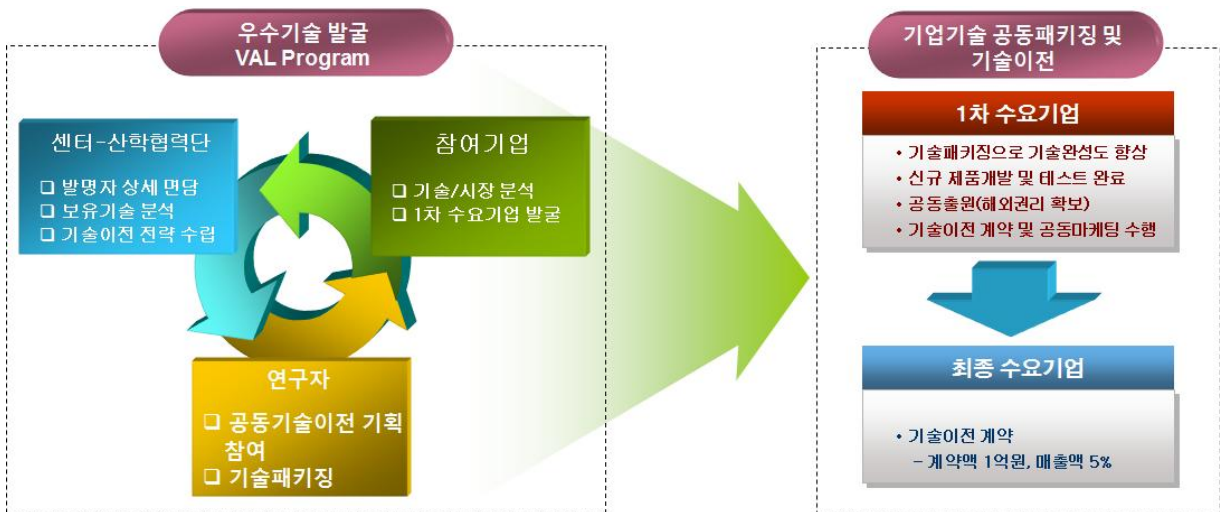 우수기술 발굴
VAL Program
센터-산학협력단
❑ 발명자 상세 면담
❑ 보유기술 분석
❑ 기술이전 전략 수립
참여기업
❑ 기술/시장 분석
❑ 1차 수요기업 발굴
연구자
❑ 공동기술이전 기획
참여
❑ 기술패키징
기업기술 공동패키징 및
기술이전
1차 수요기업
• 기술패키징으로 기술완성도 향상
• 신규 제품개발 및 테스트 완료
• 공동출원(해외권리 확보)
• 기술이전 계약 및 공동마케팅 수행
최종 수요기업
• 기술이전 계약
– 계약액 1억원, 매출액 5%